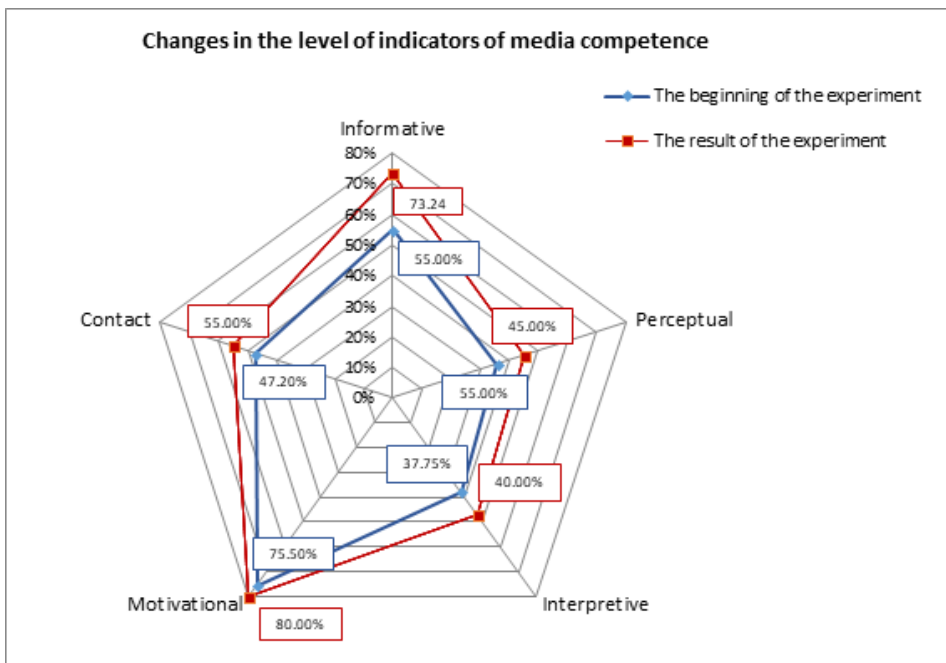 Changes in the level of indicators of media competence
The beginning of the experiment
The result of the experiment
Informative
80%
70%
60%
50%
40%
30%
20%
10%
0%
73.24
55.00%
55.00%
45.00%
Contact
Perceptual
47.20%
55.00%
37.75%
40.00%
75.50%
Motivational
Interpretive
80.00%